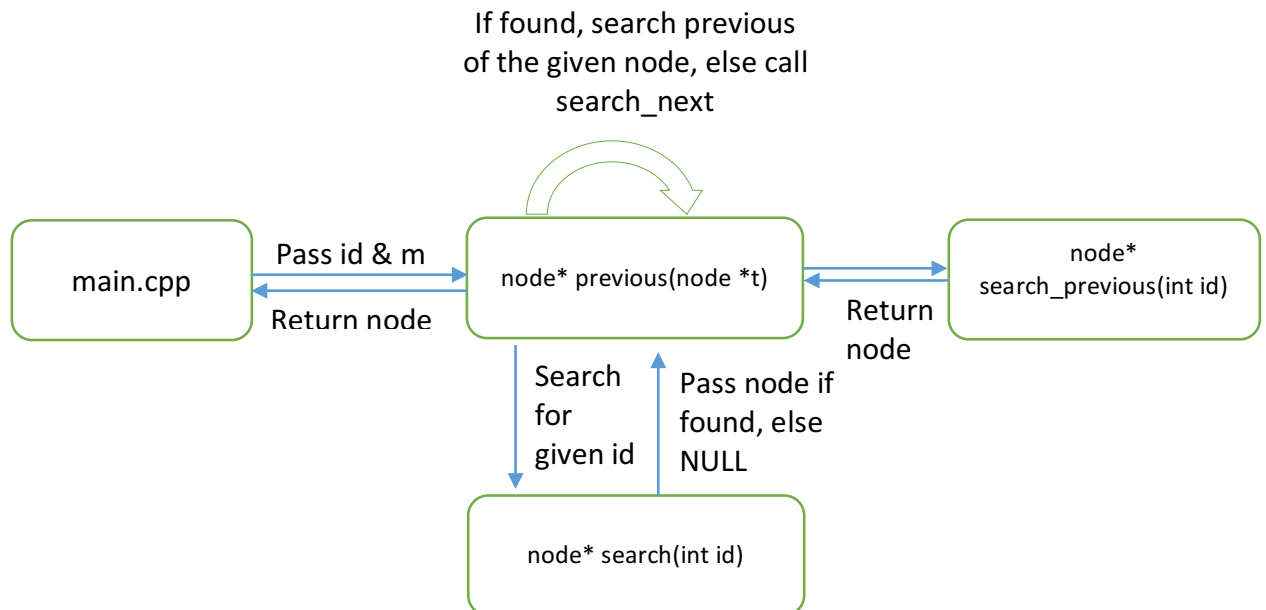 If found, search previous
of the given node, else call
search_next
main.cpp
Pass id & m
Return node
node* previous(node *t)
node*
search_previous(int id)
Return
node
Search
for
given id
Pass node if
found, else
NULL
node* search(int id)